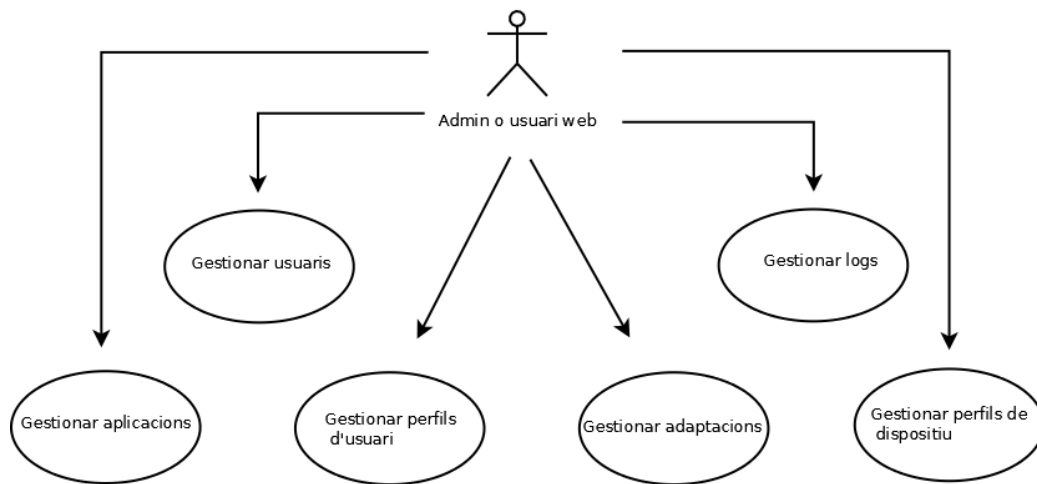 Admin o usuari web
Gestionar usuaris
Gestionar logs
Gestionar aplicacions
Gestionar perfils
d'usuari
Gestionar adaptacions
Gestionar perfils de
dispositiu